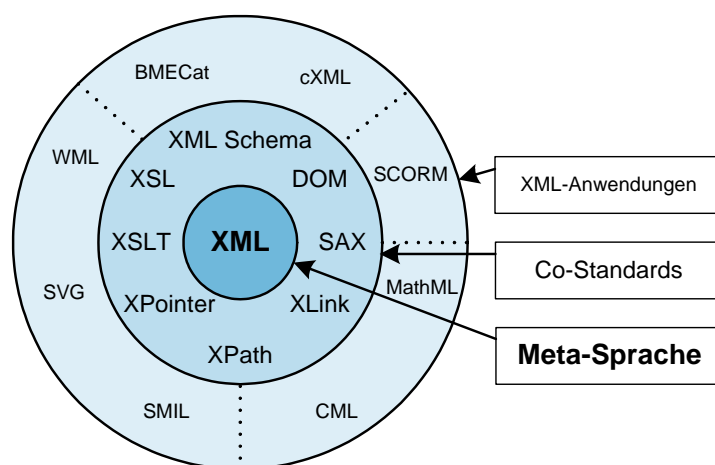 BMECat
cXML
WML
XML Schema
XSL
DOM
SCORM
XML-Anwendungen
XSLT
XML
SAX
Co-Standards
SVG
XPointer
XLink
MathML
Meta-Sprache
XPath
SMIL
CML